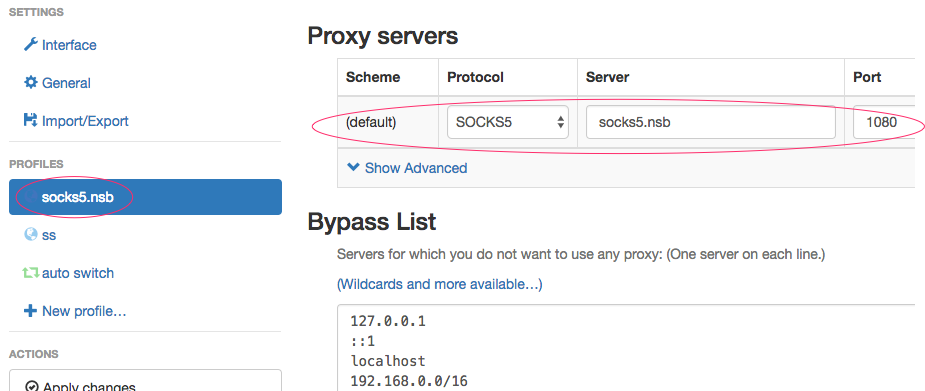 SETTINGS
Interface
General
Import/Export
PROFILES
socks5.nsb
ss
auto switch
New profile…
ACTIONS
Apply changes
Proxy servers
Scheme Protocol Server Port
(default) SOCKS5 socks5.nsb 1080
Show Advanced
Bypass List
Servers for which you do not want to use any proxy: (One server on each line.)
(Wildcards and more available…)
127.0.0.1
::1
localhost
192.168.0.0/16